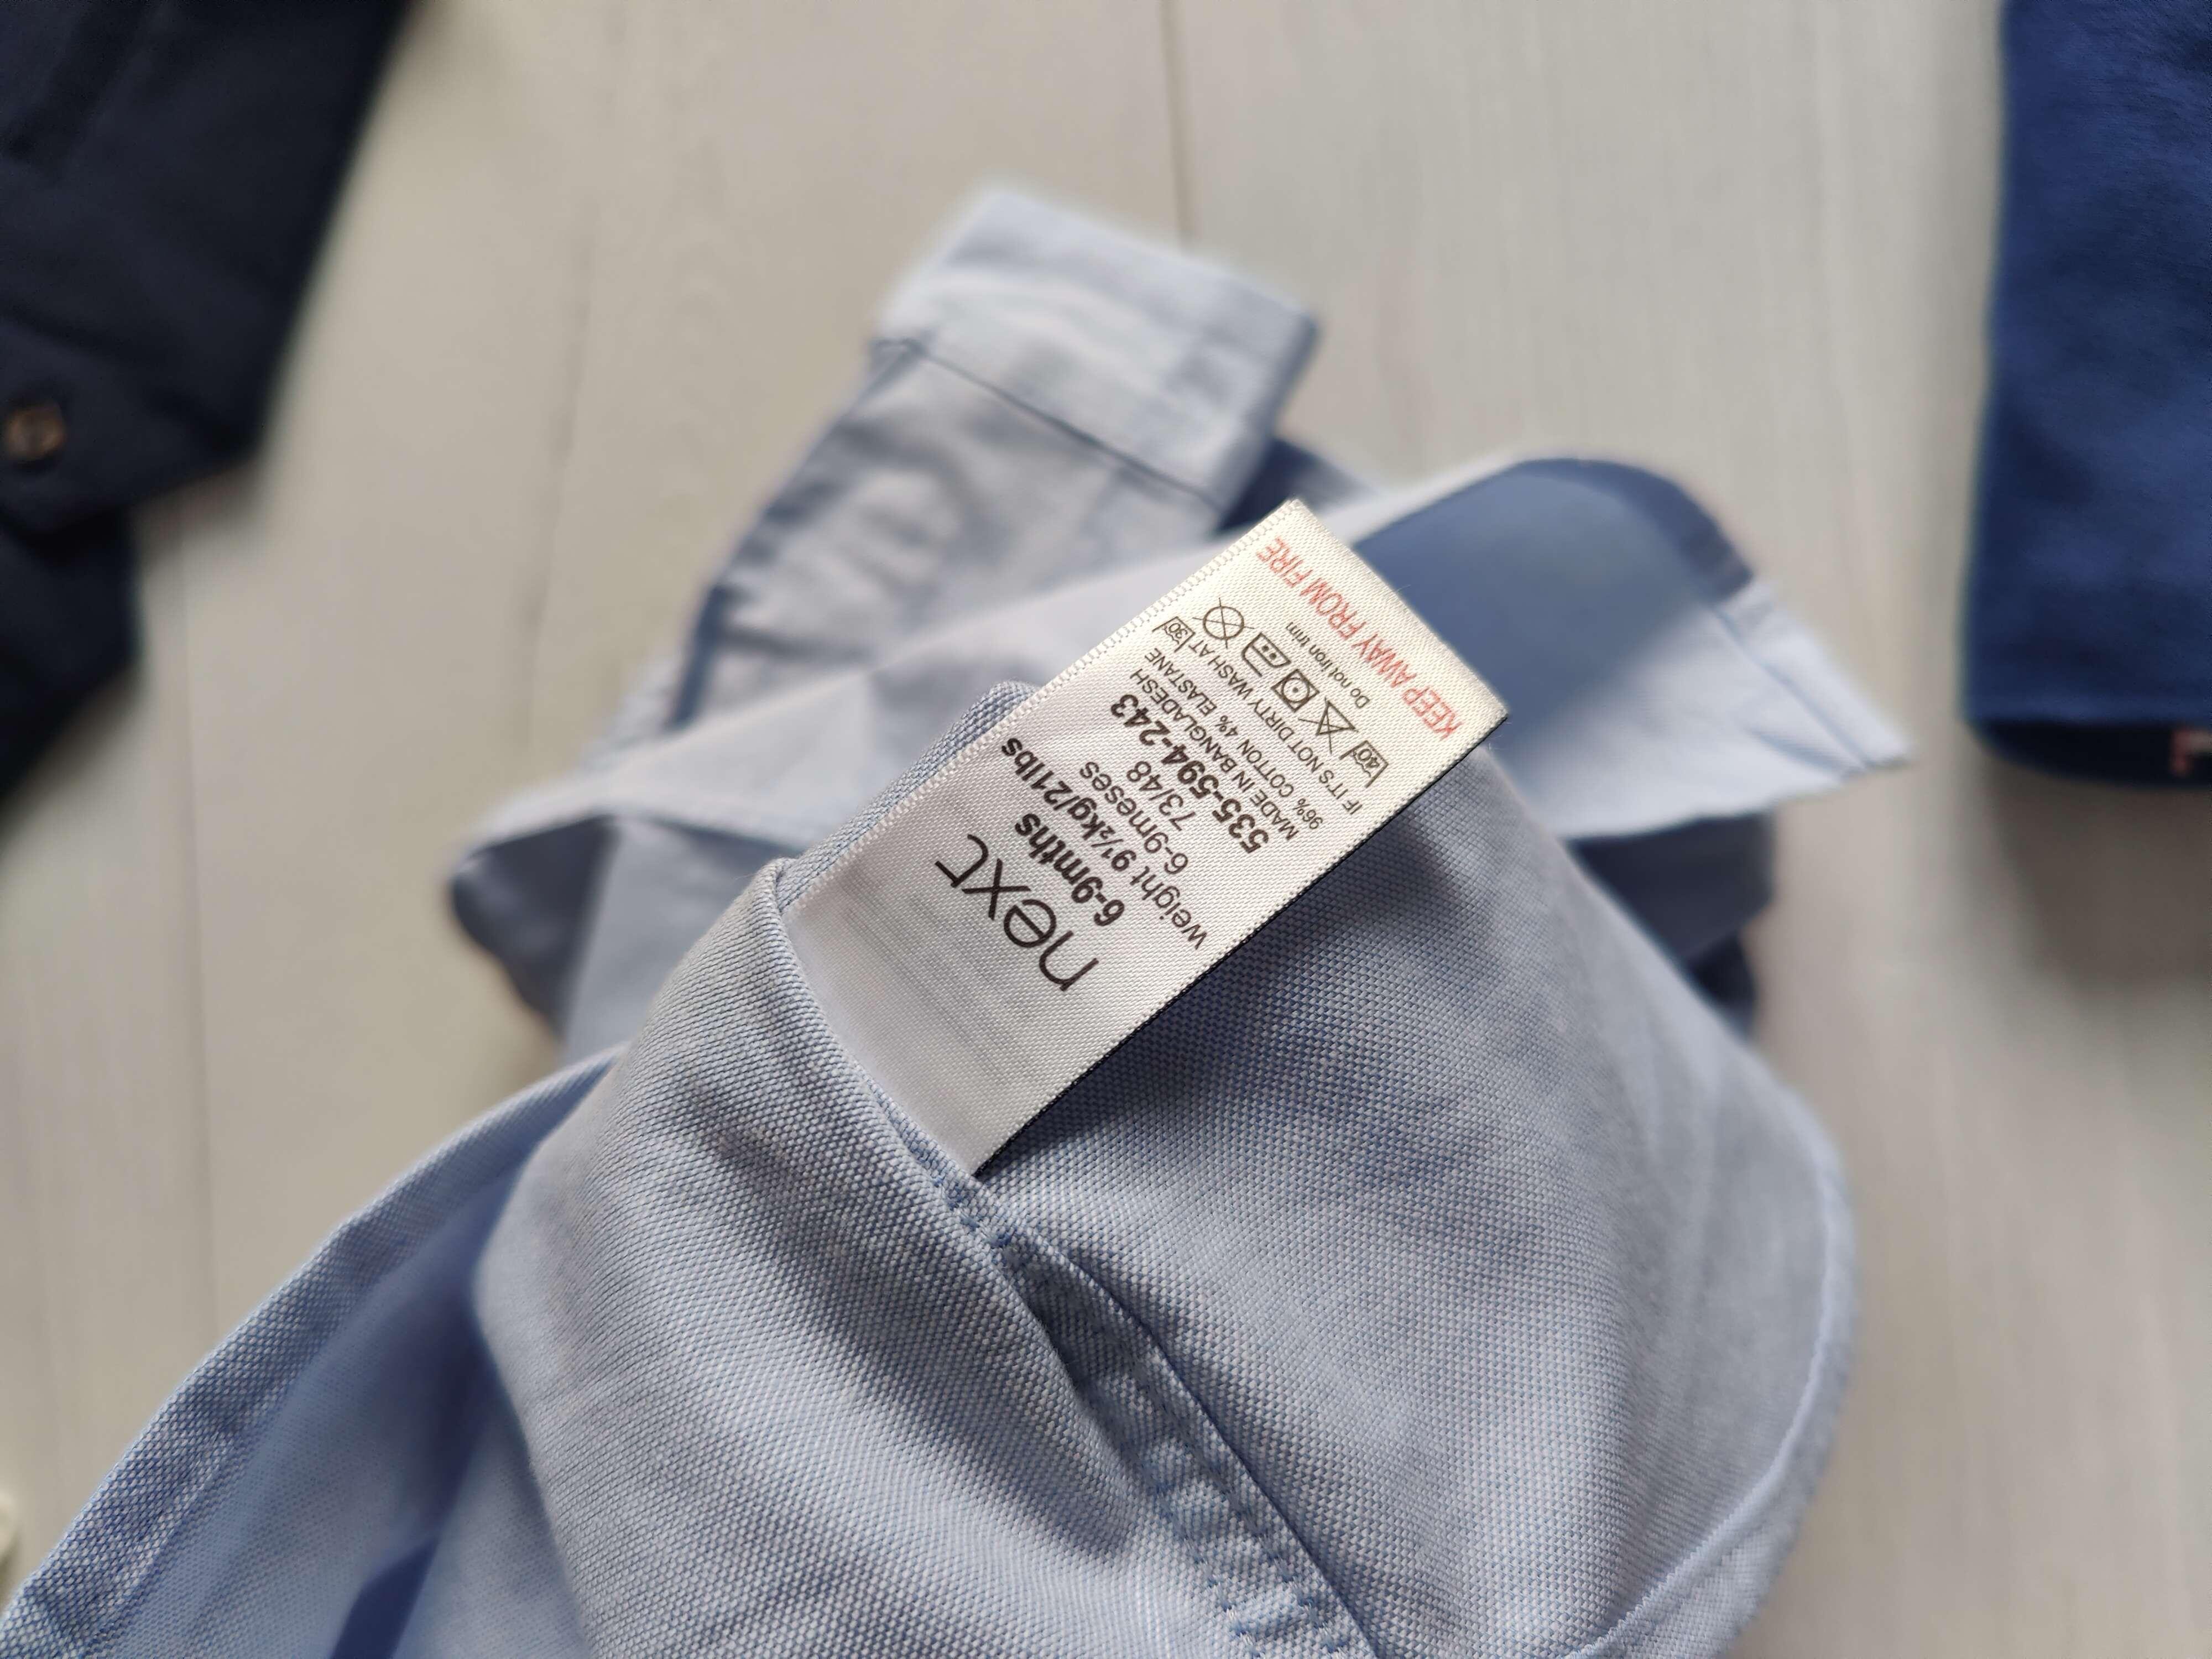 next
6-9mths
weight 9½kg/21lbs
6-9meses
73/48
535-594-243
MADE IN BANGLADESH
96% COTTON 4% ELASTANE
IF IT'S NOT DIRTY WASH AT 30°
40°
Do not iron trim
KEEP AWAY FROM FIRE